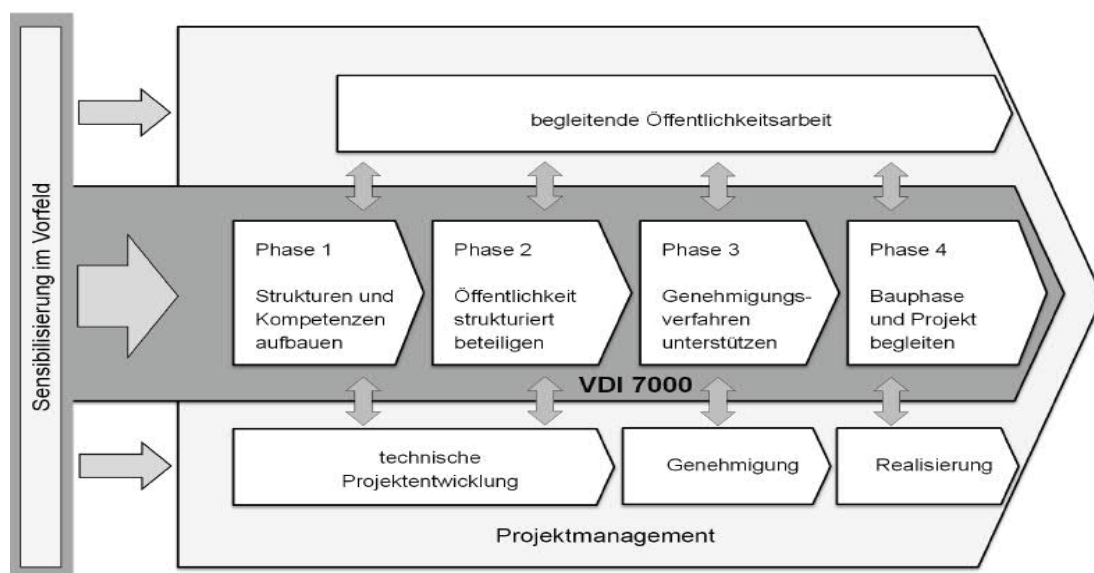 Sensibilisierung im Vorfeld
begleitende Öffentlichkeitsarbeit
Phase 1
Strukturen und
Kompetenzen
aufbauen
Phase 2
Öffentlichkeit
strukturiert
beteiligen
Phase 3
Genehmigungs-
verfahren
unterstützen
Phase 4
Bauphase
und Projekt
begleiten
VDI 7000
technische
Projektentwicklung
Genehmigung
Realisierung
Projektmanagement